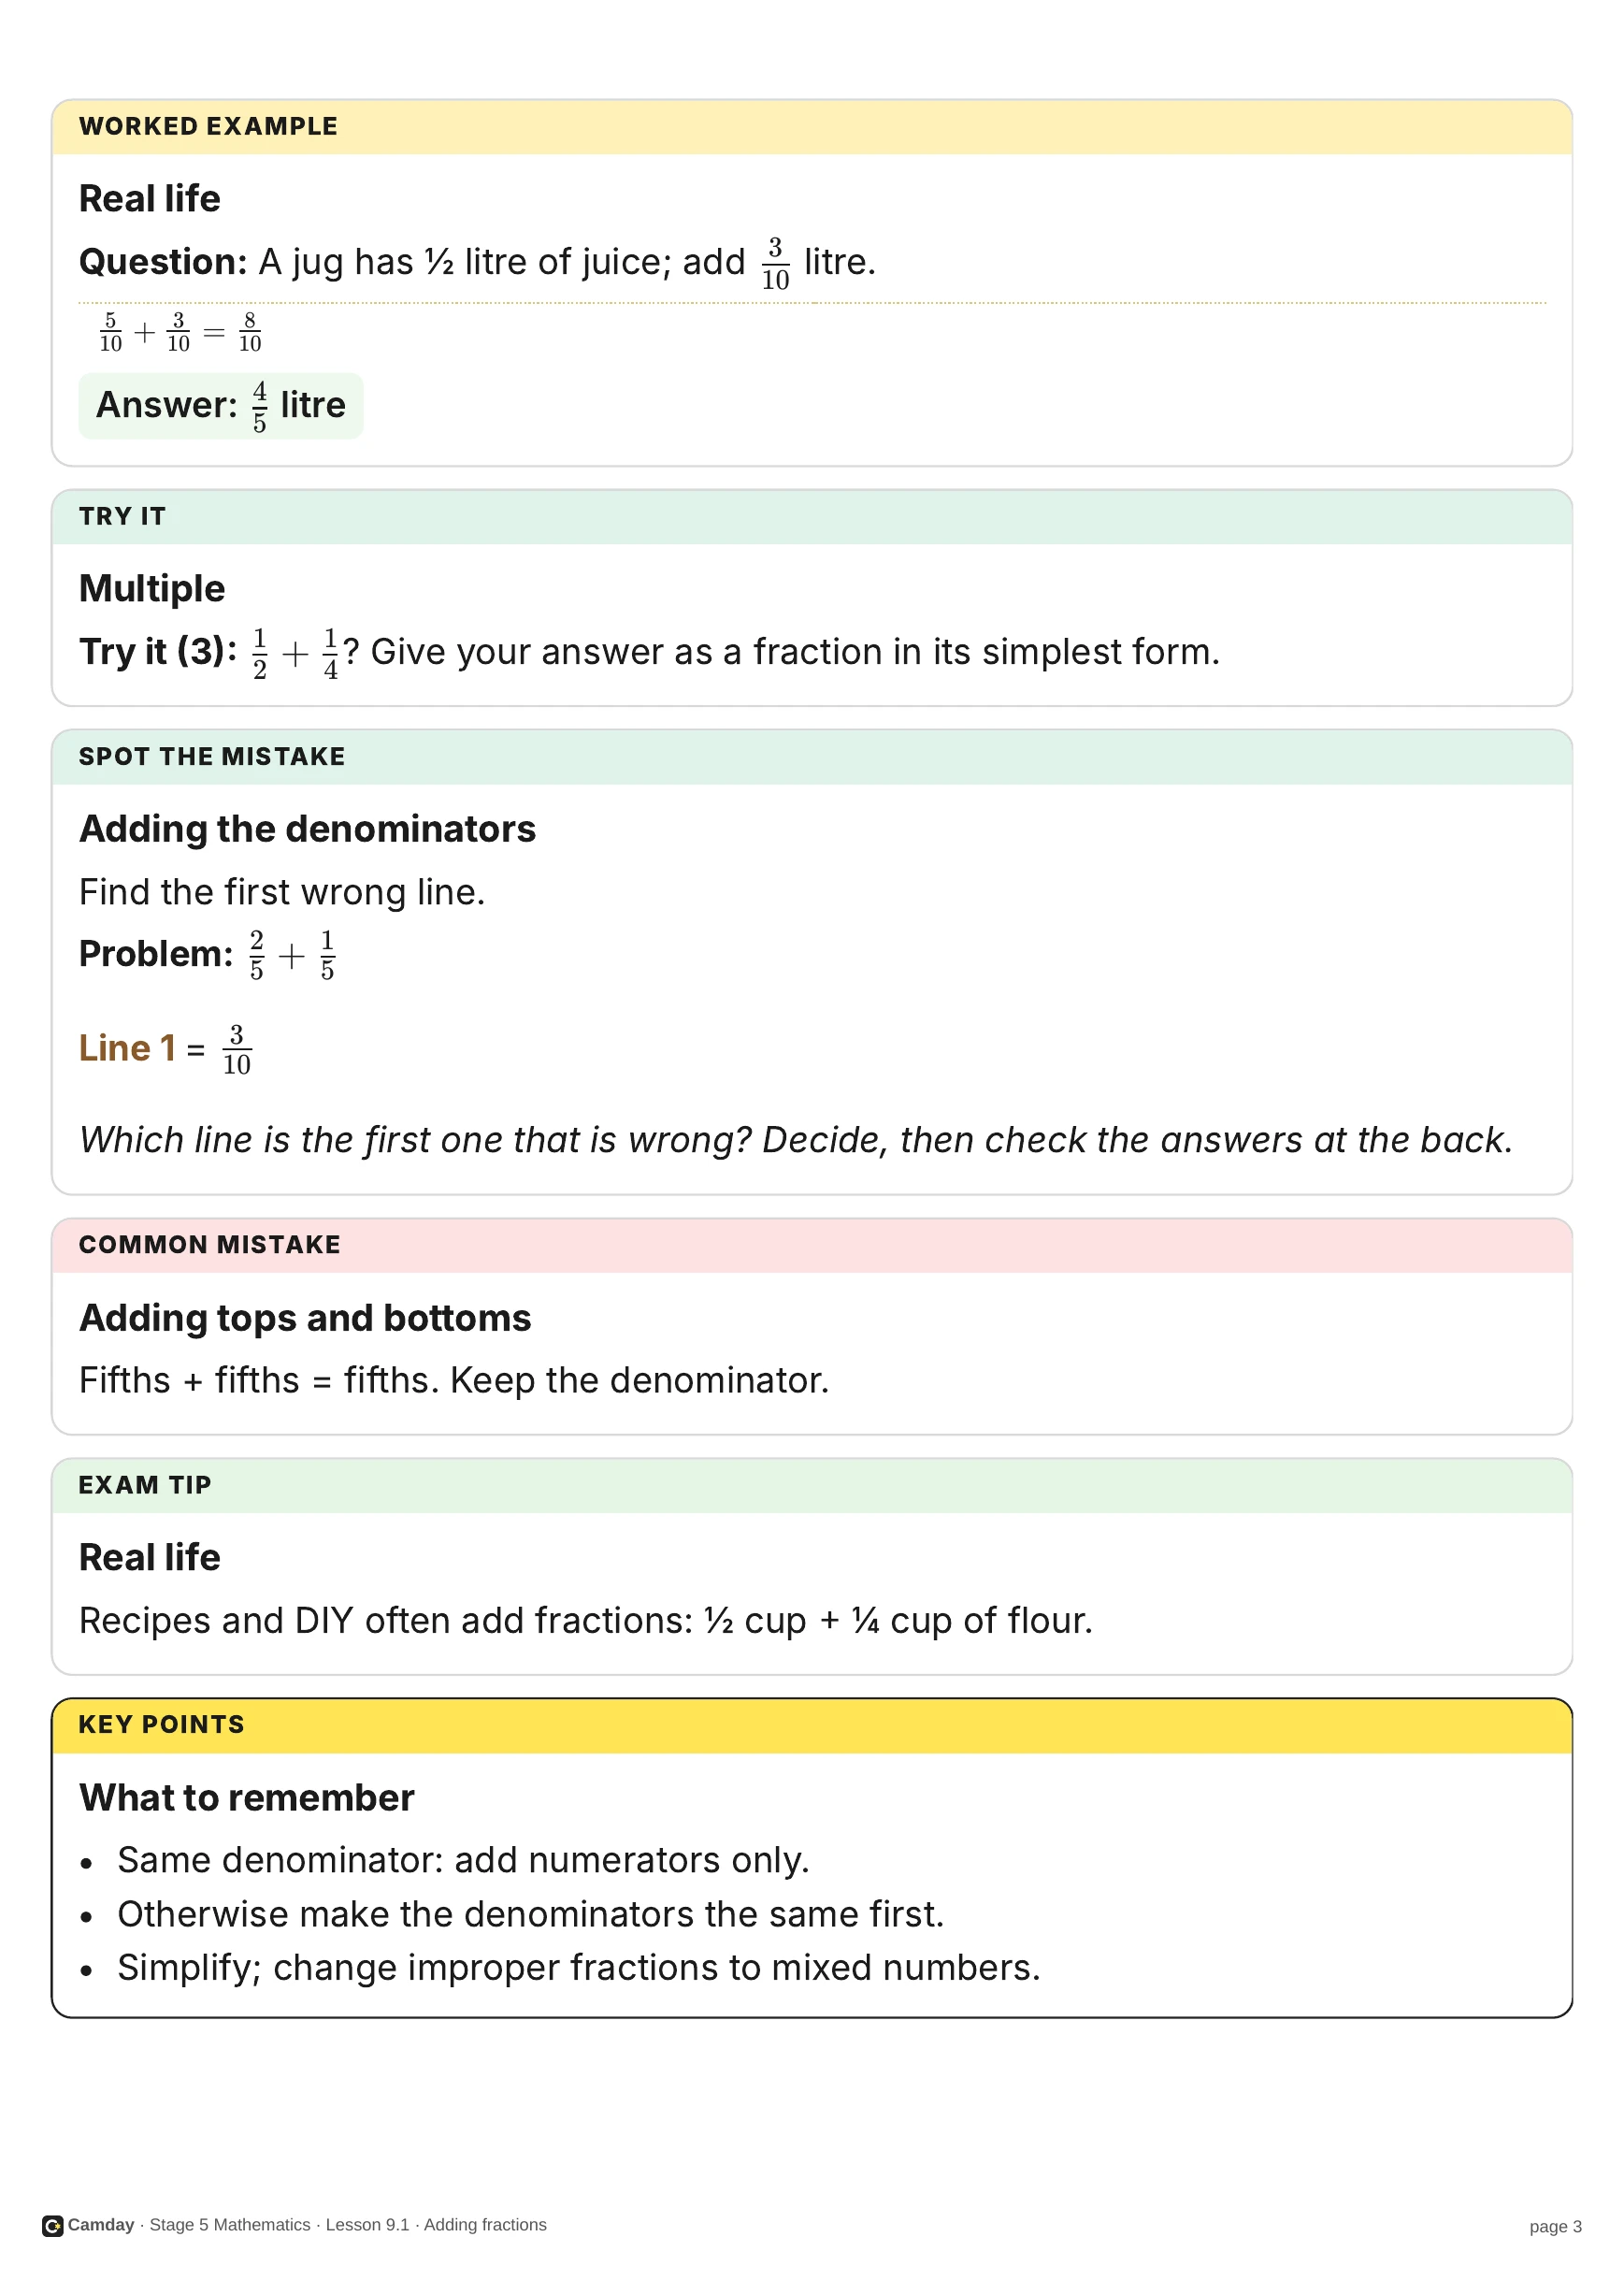 WORKED EXAMPLE
Real life
Question: A jug has ½ litre of juice; add 3/10 litre.
5/10 + 3/10 = 8/10
Answer: 4/5 litre
TRY IT
Multiple
Try it (3): 1/2 + 1/4? Give your answer as a fraction in its simplest form.
SPOT THE MISTAKE
Adding the denominators
Find the first wrong line.
Problem: 2/5 + 1/5
Line 1 = 3/10
Which line is the first one that is wrong? Decide, then check the answers at the back.
COMMON MISTAKE
Adding tops and bottoms
Fifths + fifths = fifths. Keep the denominator.
EXAM TIP
Real life
Recipes and DIY often add fractions: ½ cup + ¼ cup of flour.
KEY POINTS
What to remember
• Same denominator: add numerators only.
• Otherwise make the denominators the same first.
• Simplify; change improper fractions to mixed numbers.
Camday · Stage 5 Mathematics · Lesson 9.1 · Adding fractions
page 3